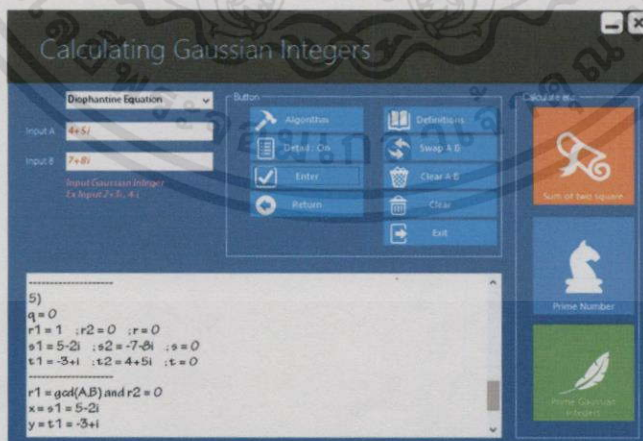 Calculating Gaussian Integers
Diophantine Equation
Input A
4+5i
Input B
7+8i
Input Gaussian Integer
Ex Input 2+5i, 4-i
Button
Algorithm
Detail : On
Enter
Return
Definitions
Swap A B
Clear A B
Clear
Exit
Calculate etc.
Sum of two square
Prime Number
Prime Gaussian
Integers
5)
q = 0
r1 = 1 ;r2 = 0 ;r = 0
s1 = 5-2i ;s2 = -7-8i ;s = 0
t1 = -3+i ;t2 = 4+5i ;t = 0
r1 = gcd(A,B) and r2 = 0
x = s1 = 5-2i
y = t1 = -3+i